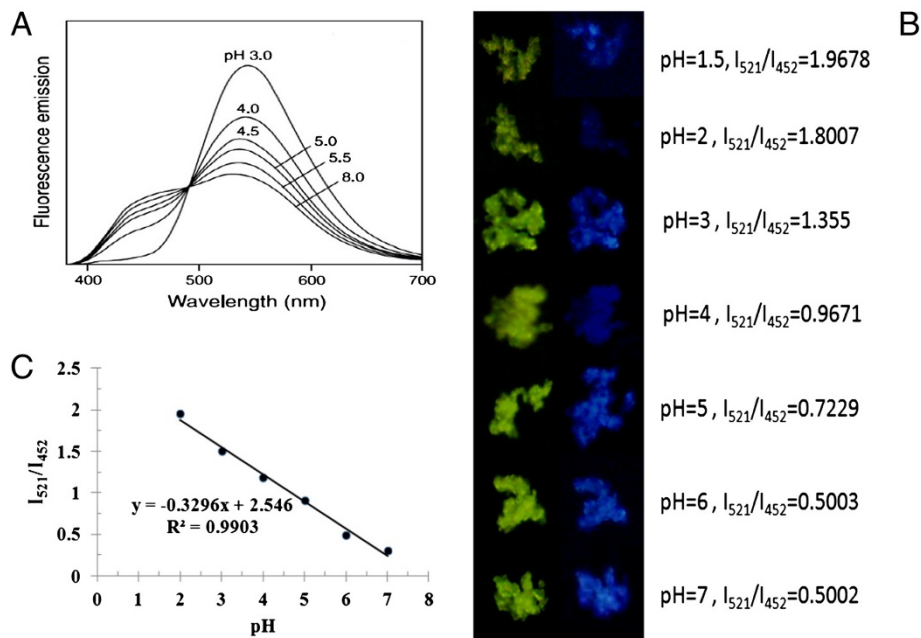 A
Fluorescence emission
pH 3.0
4.0
4.5
5.0
5.5
8.0
400 500 600 700
Wavelength (nm)
B
pH=1.5, I521/I452=1.9678
pH=2 , I521/I452=1.8007
pH=3 , I521/I452=1.355
pH=4 , I521/I452=0.9671
pH=5 , I521/I452=0.7229
pH=6 , I521/I452=0.5003
pH=7 , I521/I452=0.5002
C
I521/I452
2.5
2
1.5
1
0.5
0
y = -0.3296x + 2.546
R² = 0.9903
0 1 2 3 4 5 6 7 8
pH